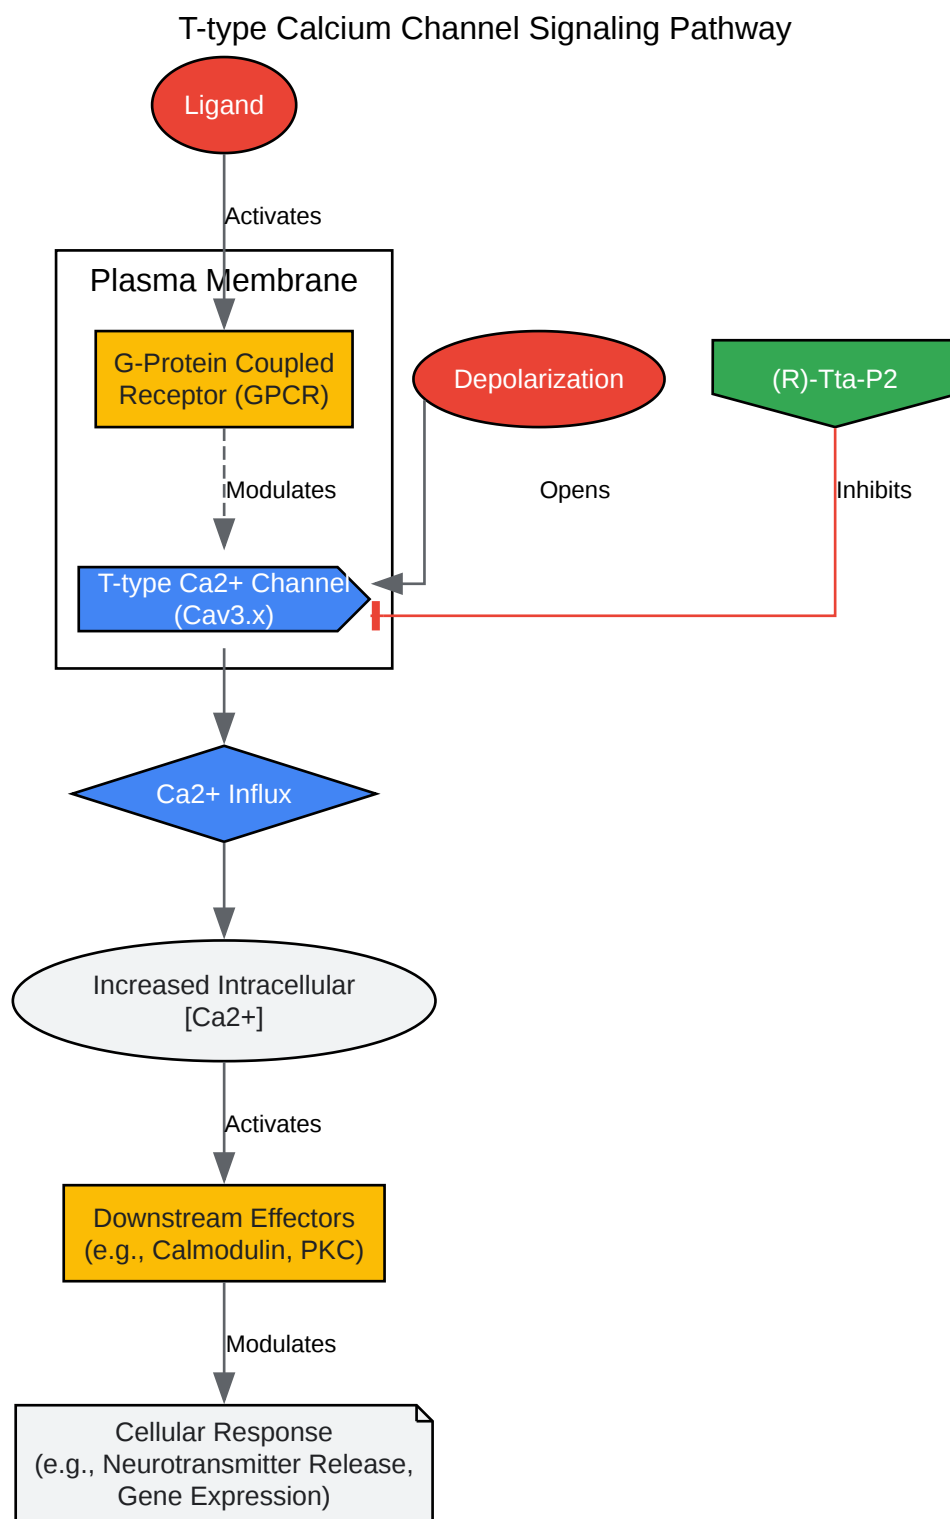 T-type Calcium Channel Signaling Pathway
Ligand
Activates
Plasma Membrane
G-Protein Coupled
Receptor (GPCR)
Depolarization
(R)-Tta-P2
Modulates
Opens
Inhibits
T-type Ca2+ Channel
(Cav3.x)
Ca2+ Influx
Increased Intracellular
[Ca2+]
Activates
Downstream Effectors
(e.g., Calmodulin, PKC)
Modulates
Cellular Response
(e.g., Neurotransmitter Release,
Gene Expression)